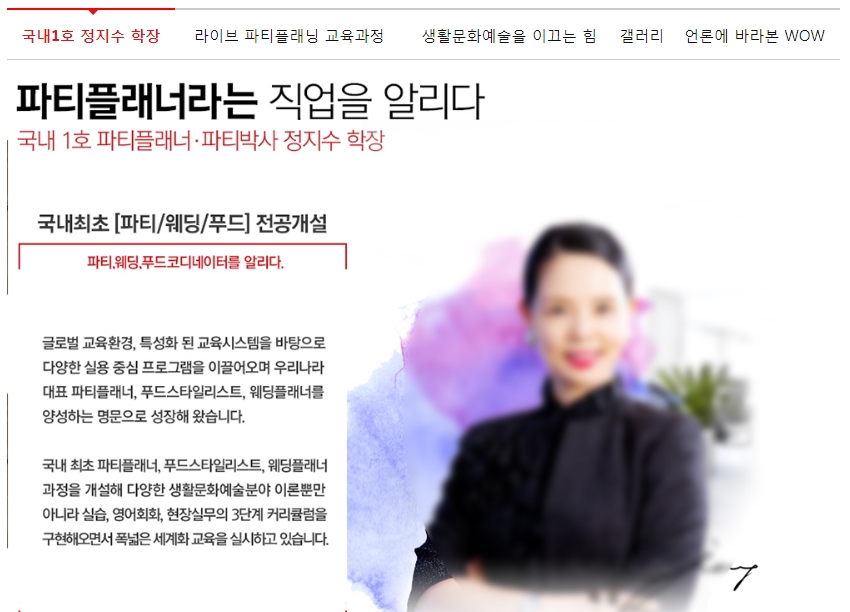 국내1호 정지수 학장 라이브 파티플래닝 교육과정 생활문화예술을 이끄는 힘 갤러리 언론에 바라본 WOW
파티플래너라는 직업을 알리다
국내 1호 파티플래너·파티박사 정지수 학장
국내최초 [파티/웨딩/푸드] 전공개설
파티,웨딩,푸드코디네이터를 알리다.
글로벌 교육환경, 특성화 된 교육시스템을 바탕으로
다양한 실용 중심 프로그램을 이끌어오며 우리나라
대표 파티플래너, 푸드스타일리스트, 웨딩플래너를
양성하는 명문으로 성장해 왔습니다.
국내 최초 파티플래너, 푸드스타일리스트, 웨딩플래너
과정을 개설해 다양한 생활문화예술분야 이론뿐만
아니라 실습, 영어회화, 현장실무의 3단계 커리큘럼을
구현해오면서 폭넓은 세계화 교육을 실시하고 있습니다.